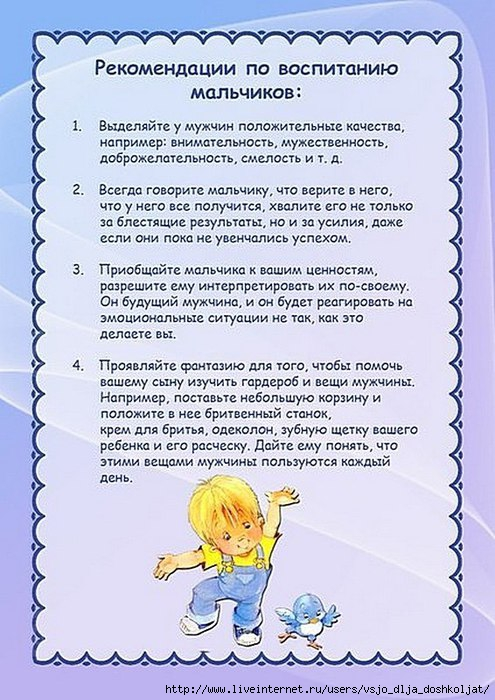 Рекомендации по воспитанию
мальчиков:
1. Выделяйте у мужчин положительные качества,
например: внимательность, мужественность,
доброжелательность, смелость и т. д.
2. Всегда говорите мальчику, что верите в него,
что у него все получится, хвалите его не только
за блестящие результаты, но и за усилия, даже
если они пока не увенчались успехом.
3. Приобщайте мальчика к вашим ценностям,
разрешите ему интерпретировать их по-своему.
Он будущий мужчина, и он будет реагировать на
эмоциональные ситуации не так, как это
делаете вы.
4. Проявляйте фантазию для того, чтобы помочь
вашему сыну изучить гардероб и вещи мужчины.
Например, поставьте небольшую корзину и
положите в нее бритвенный станок,
крем для бритья, одеколон, зубную щетку вашего
ребенка и его расческу. Дайте ему понять, что
этими вещами мужчины пользуются каждый
день.
http://www.liveinternet.ru/users/vsjo_dlja_doshkoljat/